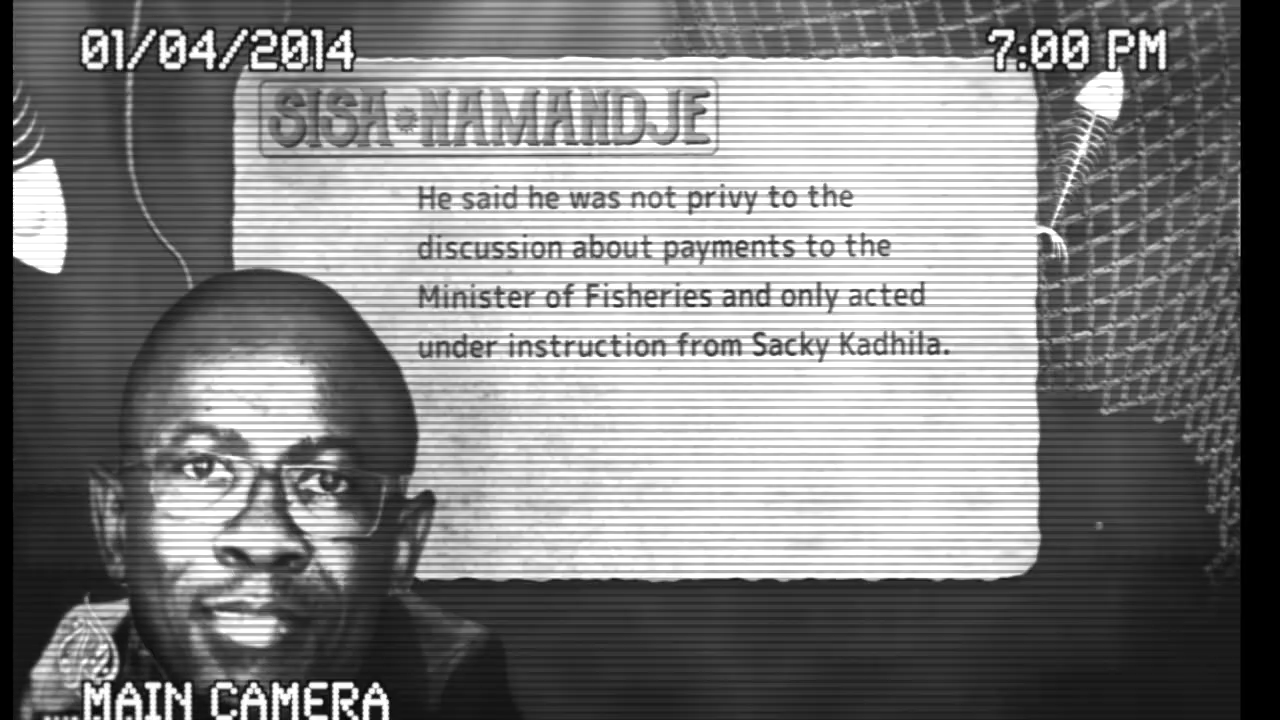 01/04/2014
7:00 PM
SISA NAMANDJE
He said he was not privy to the
discussion about payments to the
Minister of Fisheries and only acted
under instruction from Sacky Kadhila.
MAIN CAMERA